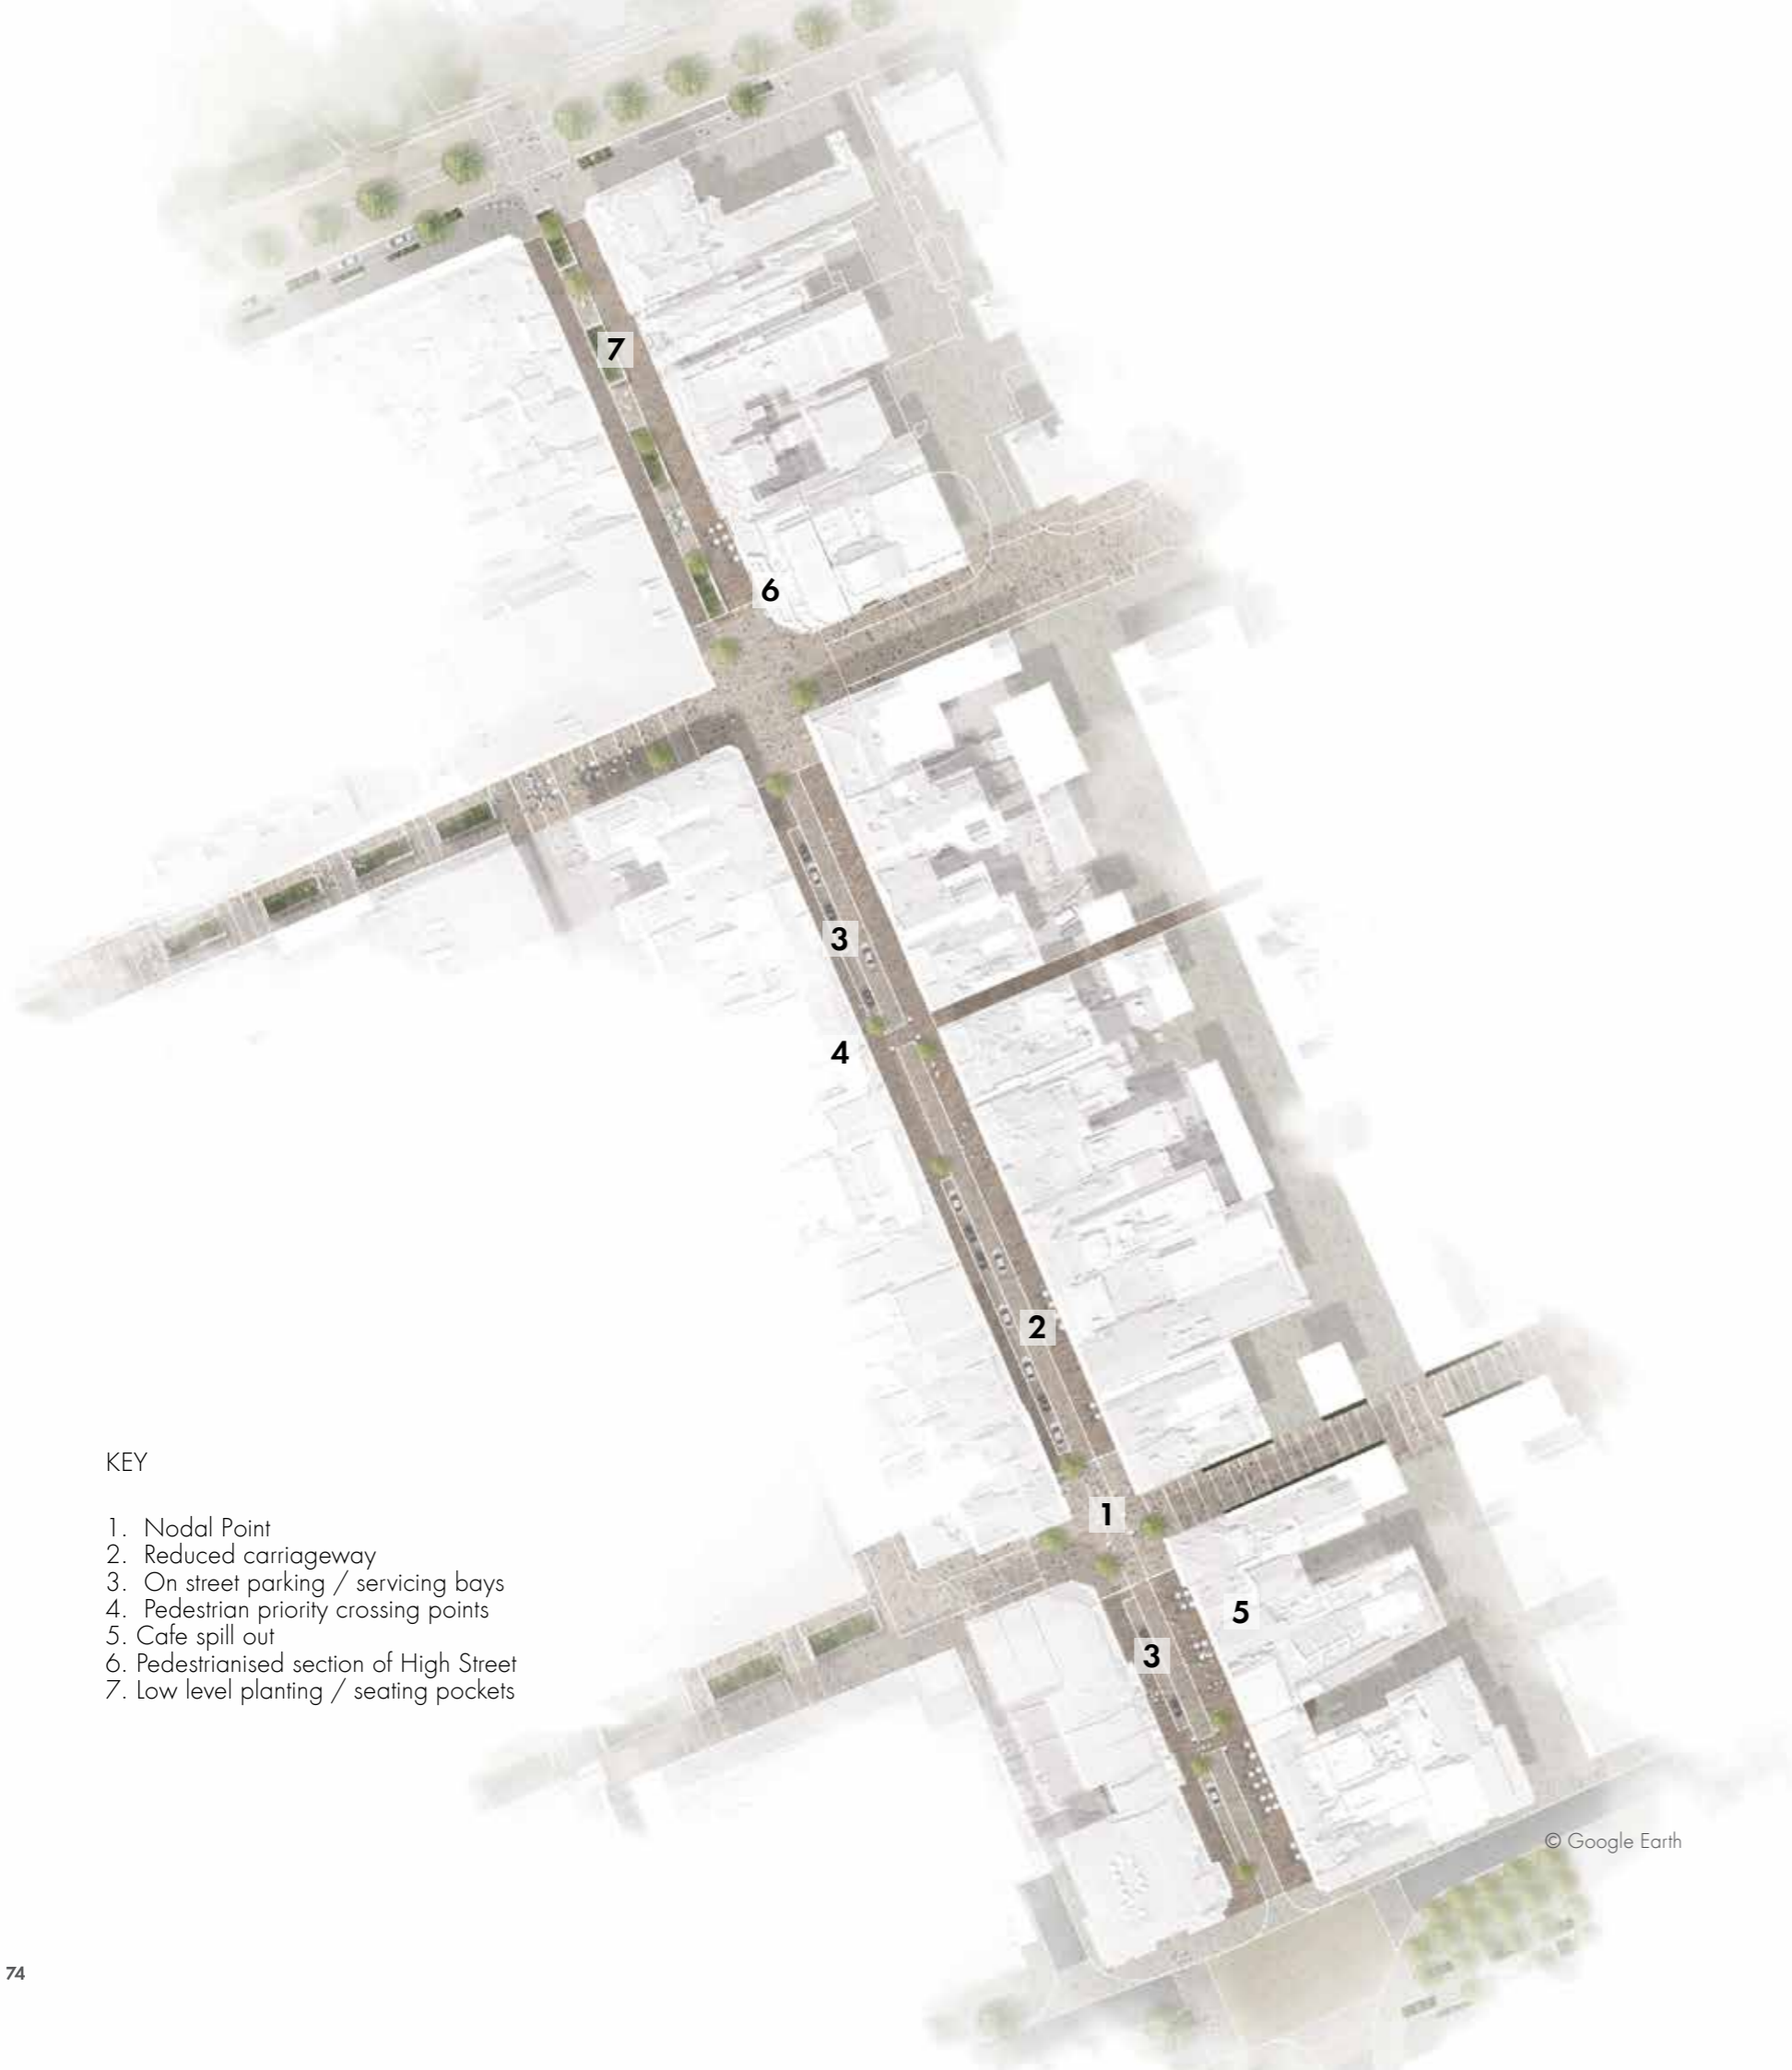 7
6
3
4
2
1
5
3
KEY
1. Nodal Point
2. Reduced carriageway
3. On street parking / servicing bays
4. Pedestrian priority crossing points
5. Cafe spill out
6. Pedestrianised section of High Street
7. Low level planting / seating pockets
© Google Earth
74